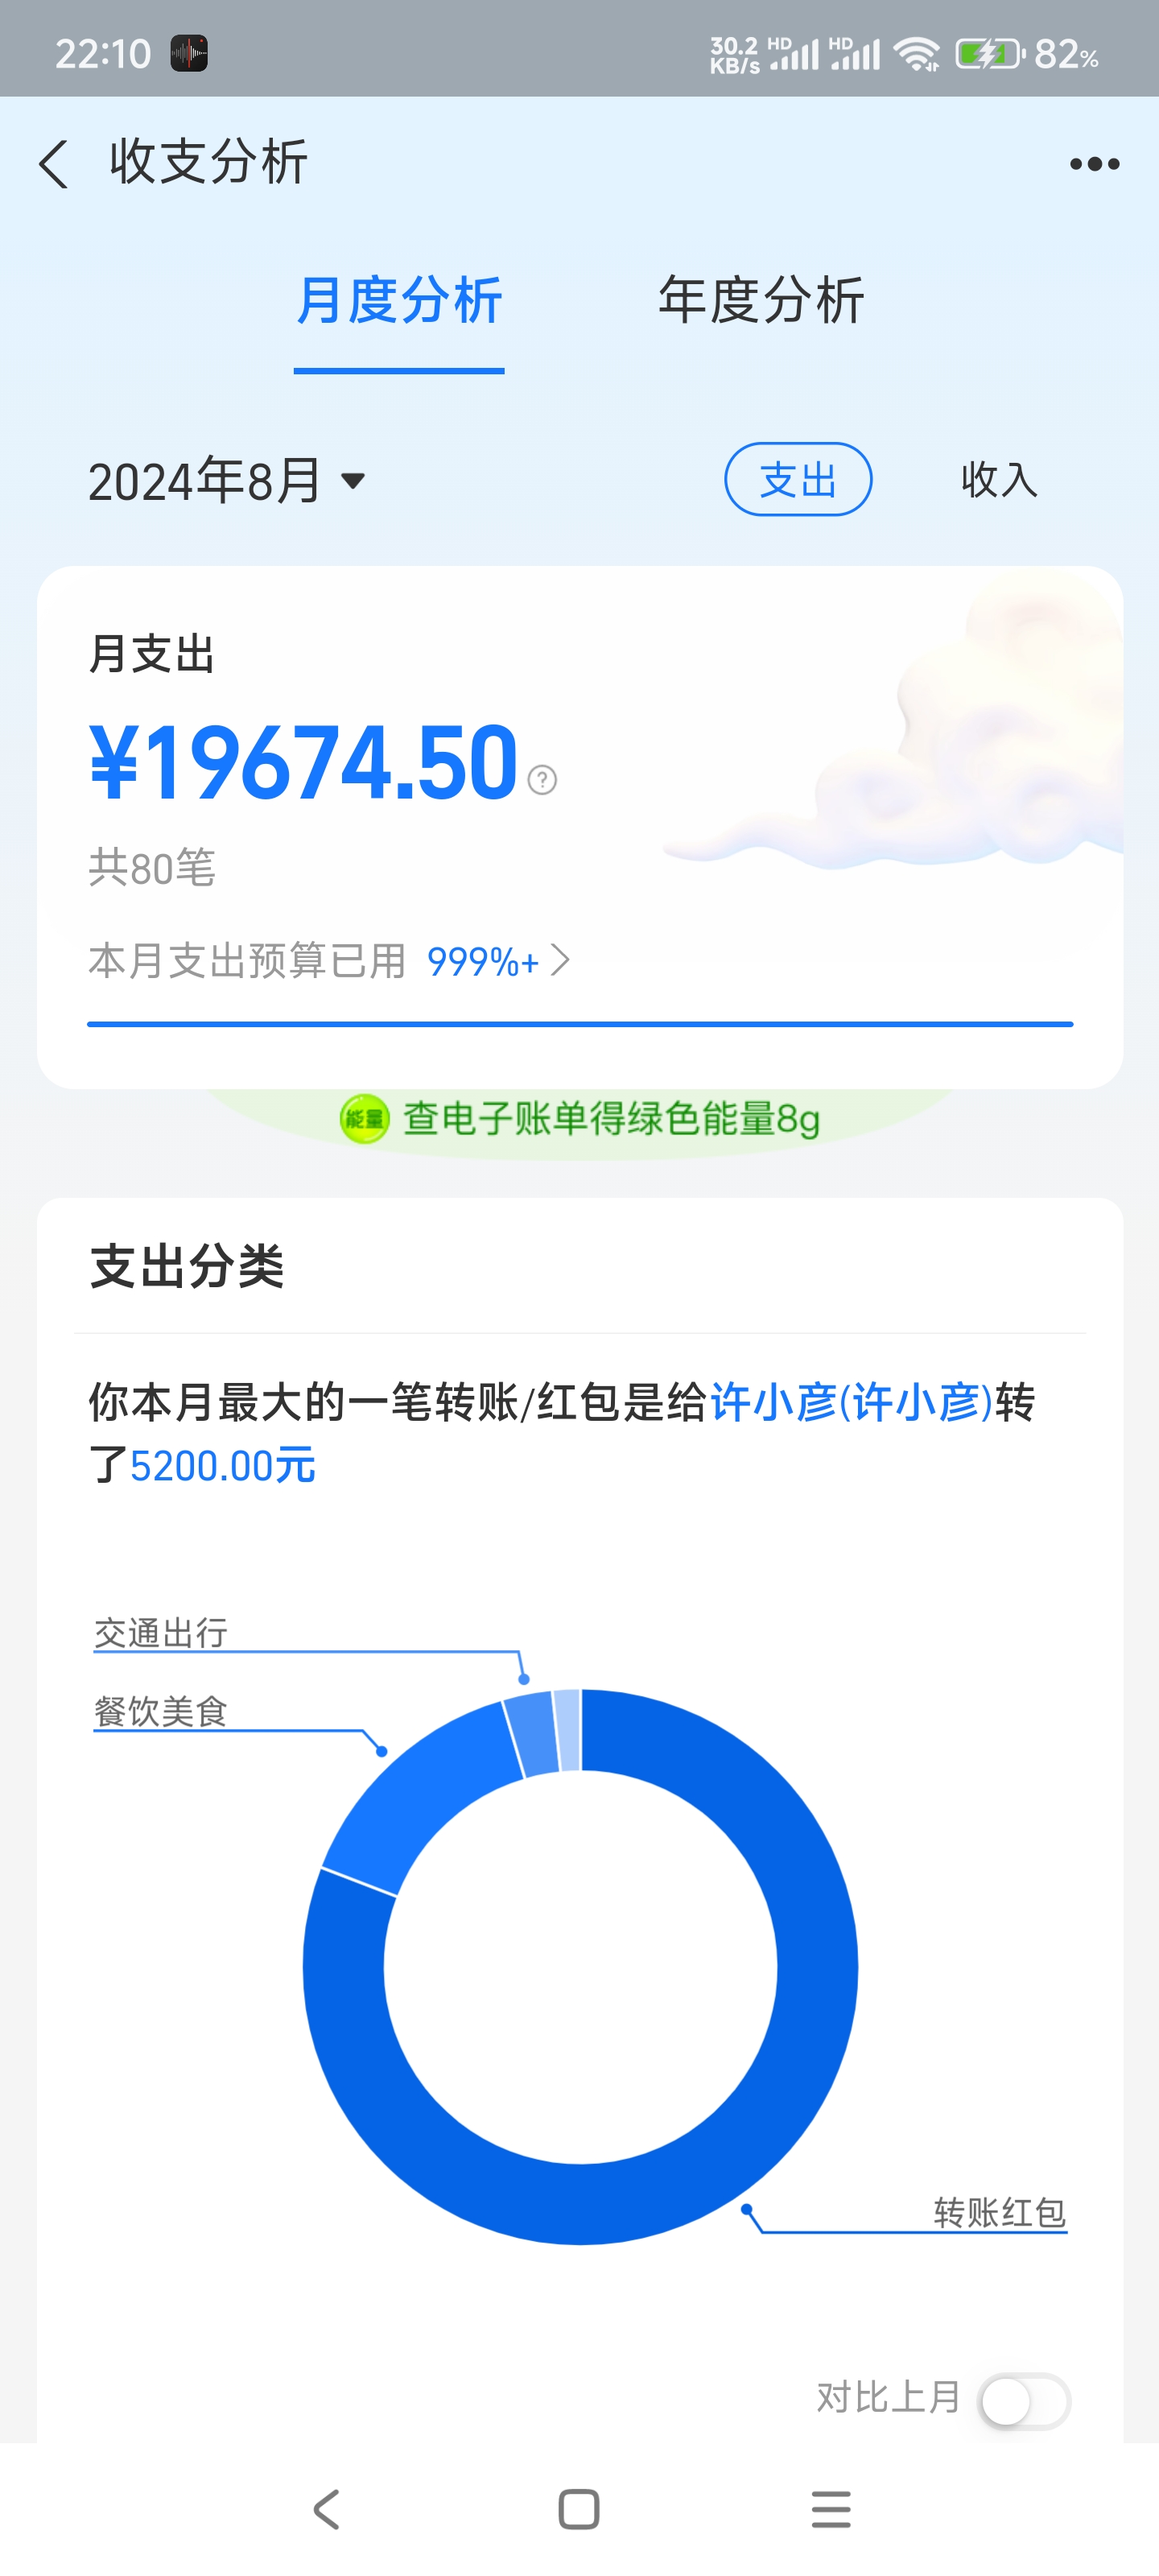 22:10
30.2 KB/s HD HD 82%
收支分析
月度分析 年度分析
2024年8月 支出 收入
月支出
¥19674.50 ?
共80笔
本月支出预算已用 999%+
能量 查电子账单得绿色能量8g
支出分类
你本月最大的一笔转账/红包是给许小彦(许小彦)转
了5200.00元
交通出行
餐饮美食
转账红包
对比上月